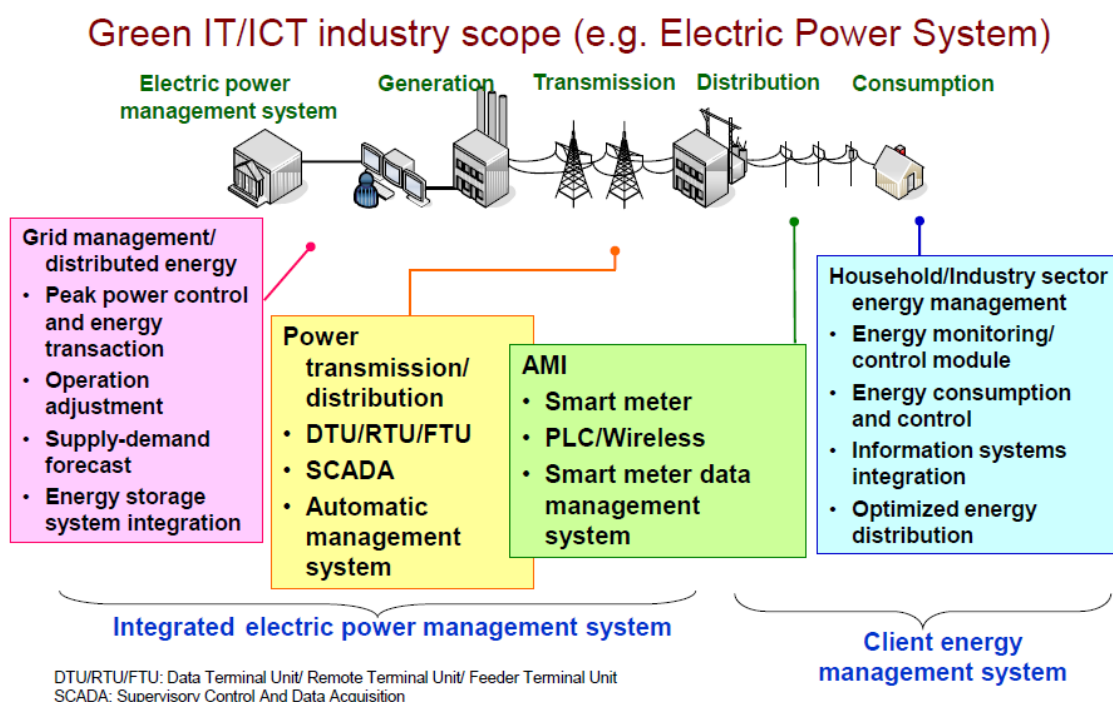 Green IT/ICT industry scope (e.g. Electric Power System)
Electric power
management system
Generation
Transmission
Distribution
Consumption
Grid management/
distributed energy
• Peak power control
and energy
transaction
• Operation
adjustment
• Supply-demand
forecast
• Energy storage
system integration
Power
transmission/
distribution
• DTU/RTU/FTU
• SCADA
• Automatic
management
system
AMI
• Smart meter
• PLC/Wireless
• Smart meter data
management
system
Household/Industry sector
energy management
• Energy monitoring/
control module
• Energy consumption
and control
• Information systems
integration
• Optimized energy
distribution
Integrated electric power management system
Client energy
management system
DTU/RTU/FTU: Data Terminal Unit/ Remote Terminal Unit/ Feeder Terminal Unit
SCADA: Supervisory Control And Data Acquisition